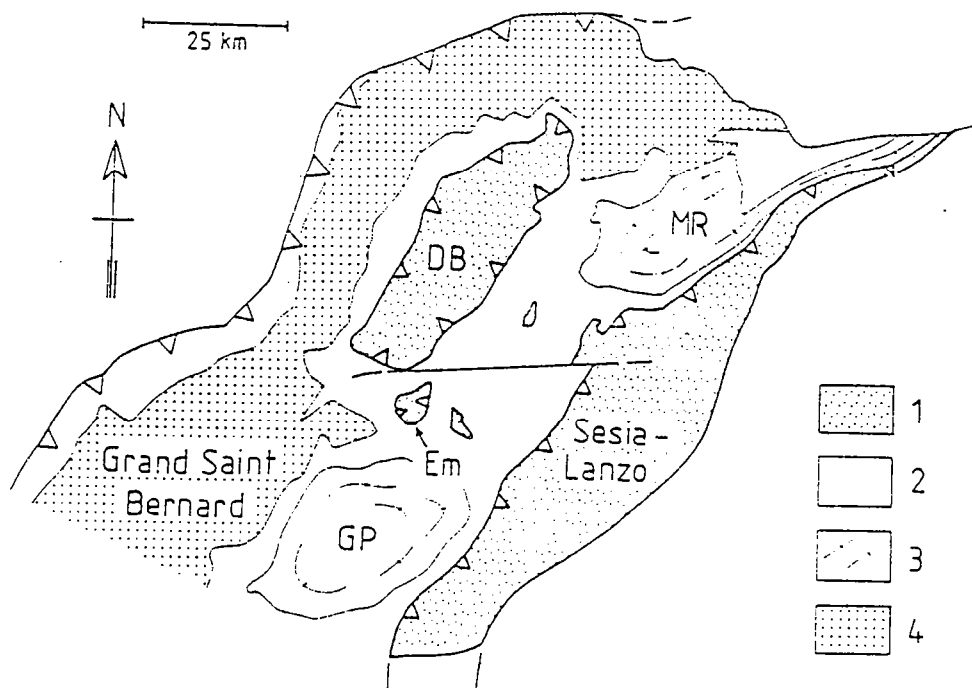 25 km
N
MR
DB
Sesia-
Lanzo
Grand Saint
Bernard
Em
GP
1
2
3
4